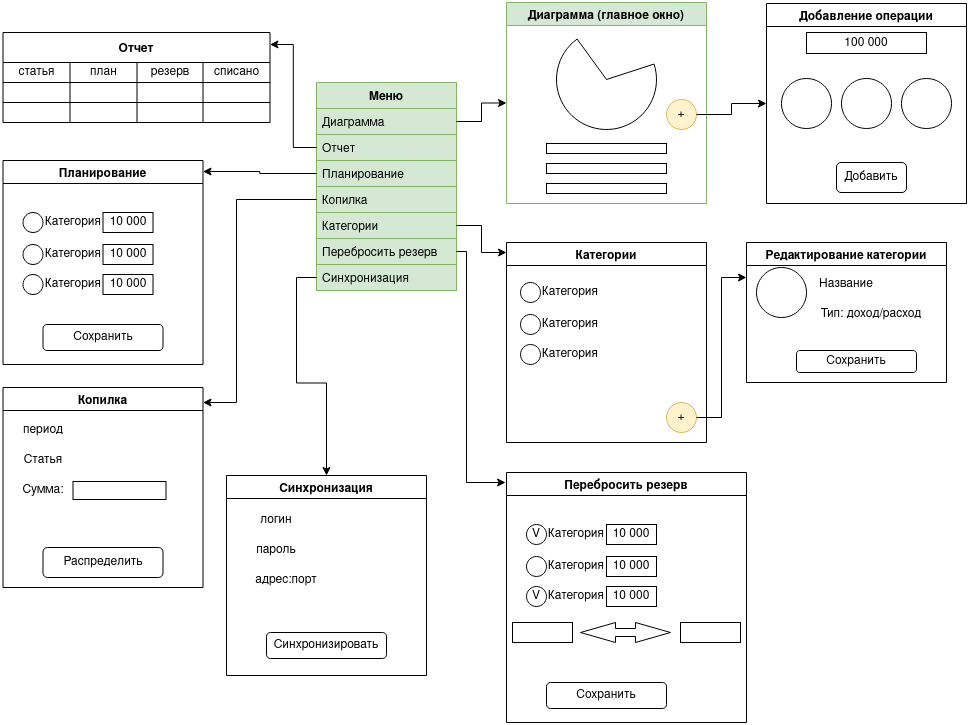 Отчет
статья план резерв списано
Меню
Диаграмма
Отчет
Планирование
Копилка
Категории
Перебросить резерв
Синхронизация
Диаграмма (главное окно)
+
Добавление операции
100 000
Добавить
Планирование
Категория 10 000
Категория 10 000
Категория 10 000
Сохранить
Категории
Категория
Категория
Категория
+
Редактирование категории
Название
Тип: доход/расход
Сохранить
Копилка
период
Статья
Сумма:
Распределить
Синхронизация
логин
пароль
адрес:порт
Синхронизировать
Перебросить резерв
V Категория 10 000
Категория 10 000
V Категория 10 000
Сохранить